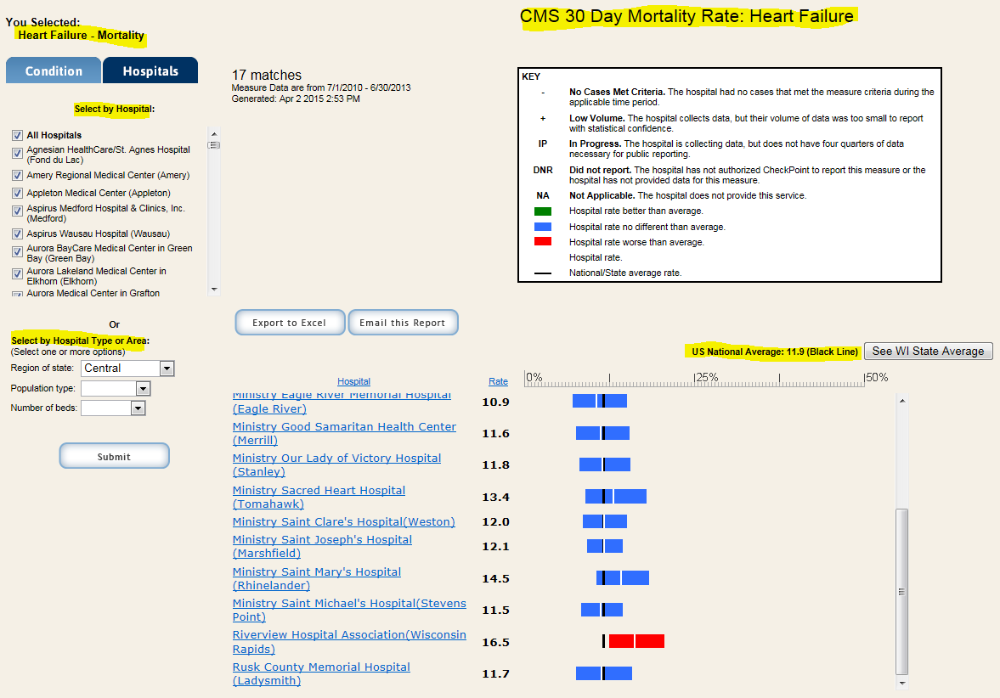 You Selected:
Heart Failure - Mortality
CMS 30 Day Mortality Rate: Heart Failure
Condition
Hospitals
17 matches
Measure Data are from 7/1/2010 - 6/30/2013
Generated: Apr 2 2015 2:53 PM
KEY
- No Cases Met Criteria. The hospital had no cases that met the measure criteria during the
applicable time period.
+ Low Volume. The hospital collects data, but their volume of data was too small to report
with statistical confidence.
IP In Progress. The hospital is collecting data, but does not have four quarters of data
necessary for public reporting.
DNR Did not report. The hospital has not authorized CheckPoint to report this measure or the
hospital has not provided data for this measure.
NA Not Applicable. The hospital does not provide this service.
Hospital rate better than average.
Hospital rate no different than average.
Hospital rate worse than average.
Hospital rate.
National/State average rate.
Select by Hospital:
All Hospitals
Agnesian HealthCare/St. Agnes Hospital
(Fond du Lac)
Amery Regional Medical Center (Amery)
Appleton Medical Center (Appleton)
Aspirus Medford Hospital & Clinics, Inc.
(Medford)
Aspirus Wausau Hospital (Wausau)
Aurora BayCare Medical Center in Green
Bay (Green Bay)
Aurora Lakeland Medical Center in
Elkhorn (Elkhorn)
Aurora Medical Center in Grafton
Or
Select by Hospital Type or Area:
(Select one or more options)
Region of state: Central
Population type:
Number of beds:
Submit
Export to Excel
Email this Report
US National Average: 11.9 (Black Line)
See WI State Average
Hospital Rate 0% 25% 50%
Ministry Eagle River Memorial Hospital
(Eagle River) 10.9
Ministry Good Samaritan Health Center
(Merrill) 11.6
Ministry Our Lady of Victory Hospital
(Stanley) 11.8
Ministry Sacred Heart Hospital
(Tomahawk) 13.4
Ministry Saint Clare's Hospital(Weston) 12.0
Ministry Saint Joseph's Hospital
(Marshfield) 12.1
Ministry Saint Mary's Hospital
(Rhinelander) 14.5
Ministry Saint Michael's Hospital(Stevens
Point) 11.5
Riverview Hospital Association(Wisconsin
Rapids) 16.5
Rusk County Memorial Hospital
(Ladysmith) 11.7